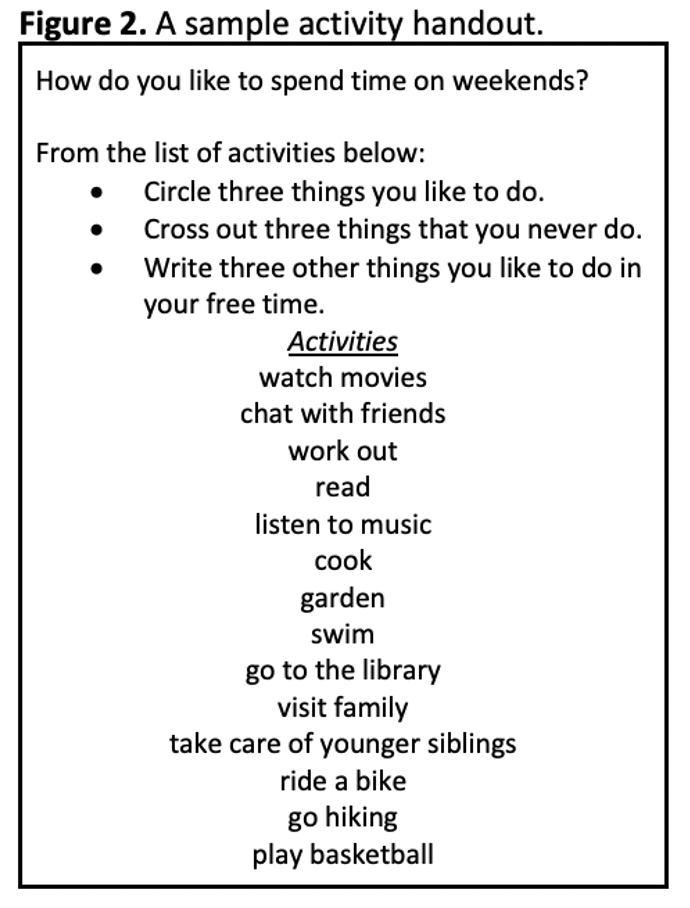 Figure 2. A sample activity handout.
How do you like to spend time on weekends?
From the list of activities below:
• Circle three things you like to do.
• Cross out three things that you never do.
• Write three other things you like to do in
your free time.
Activities
watch movies
chat with friends
work out
read
listen to music
cook
garden
swim
go to the library
visit family
take care of younger siblings
ride a bike
go hiking
play basketball